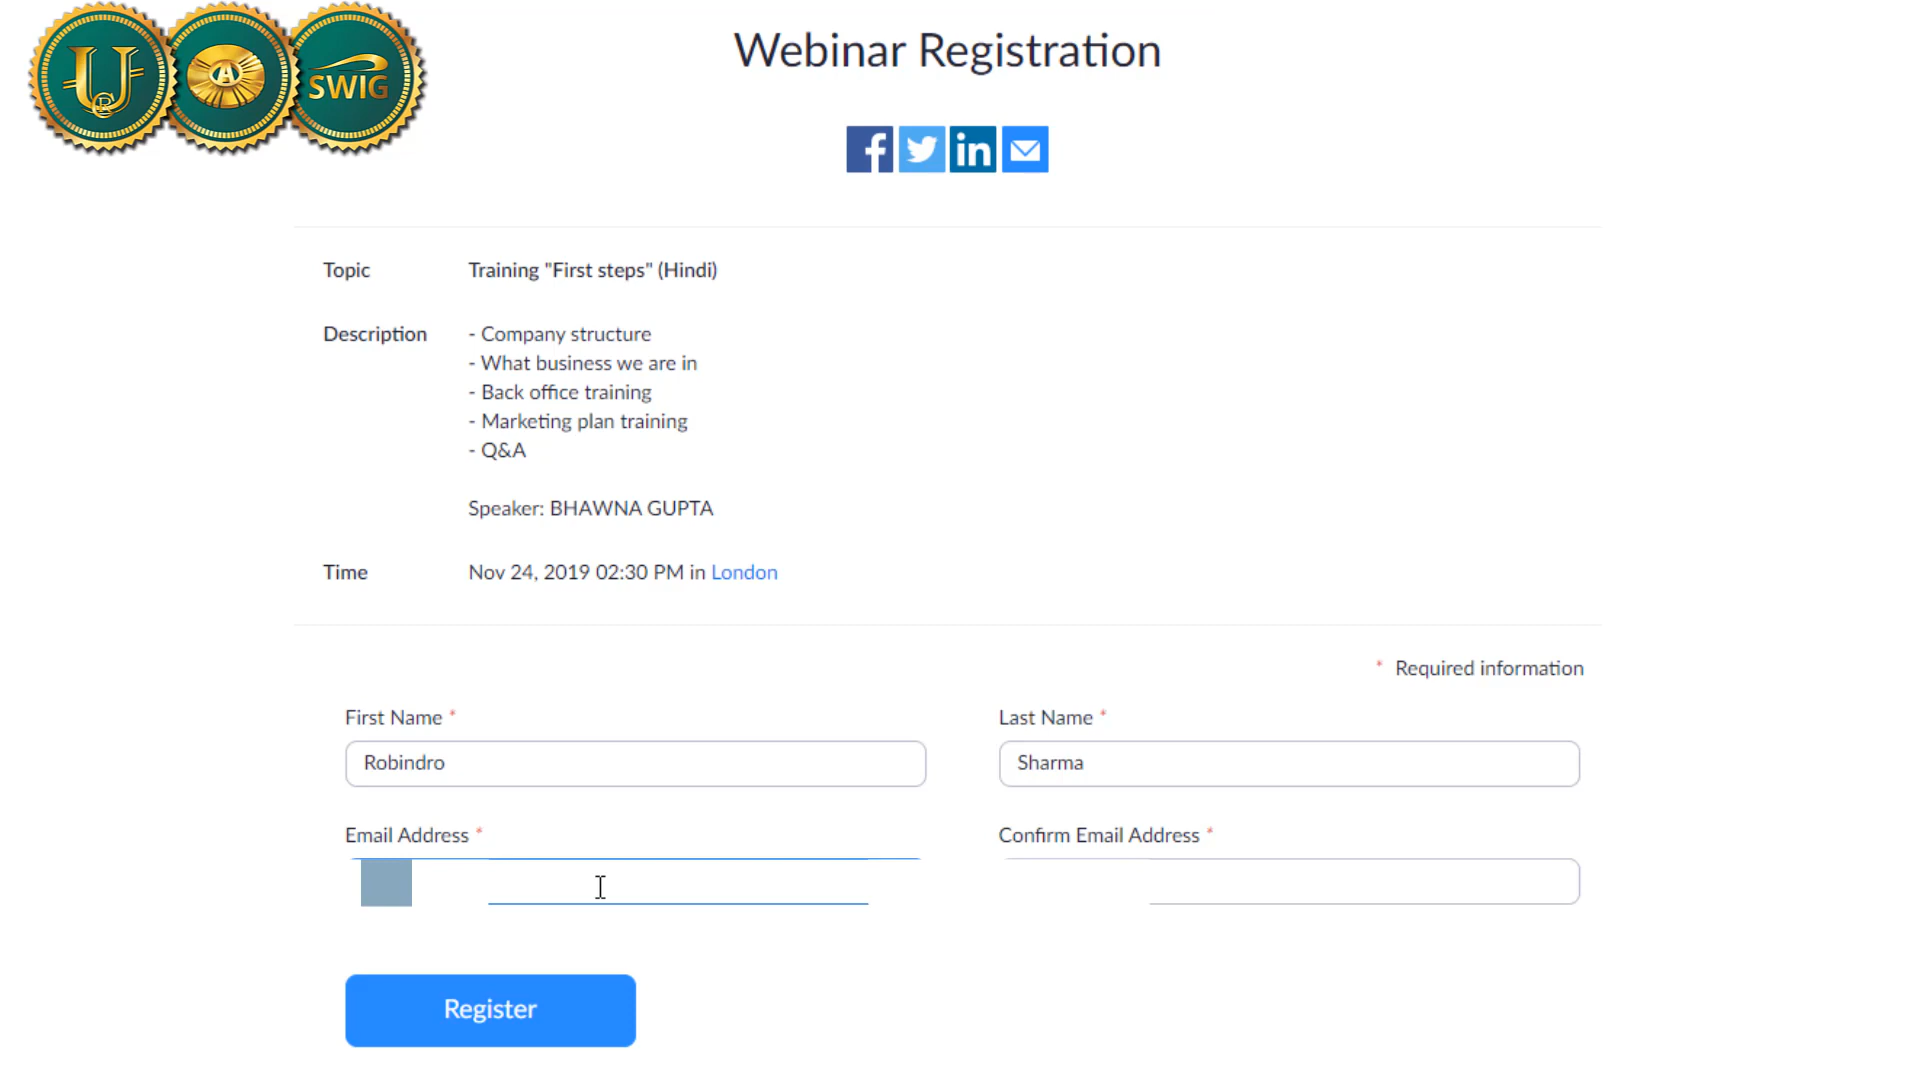 Webinar Registration
U
A
SWIG
Topic Training "First steps" (Hindi)
Description - Company structure
- What business we are in
- Back office training
- Marketing plan training
- Q&A
Speaker: BHAWNA GUPTA
Time Nov 24, 2019 02:30 PM in London
* Required information
First Name * Last Name *
Robindro Sharma
Email Address * Confirm Email Address *
Register